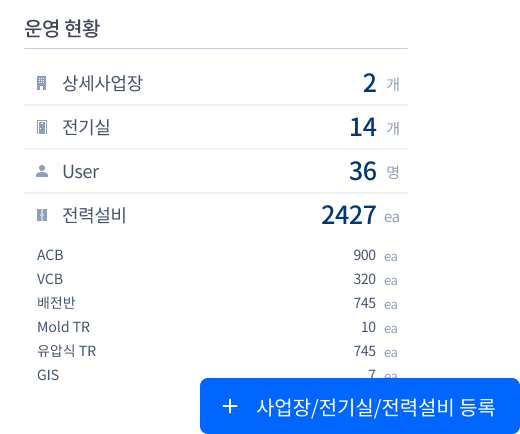 운영 현황
상세사업장 2 개
전기실 14 개
User 36 명
전력설비 2427 ea
ACB 900 ea
VCB 320 ea
배전반 745 ea
Mold TR 10 ea
유압식 TR 745 ea
GIS 7 ea
+ 사업장/전기실/전력설비 등록